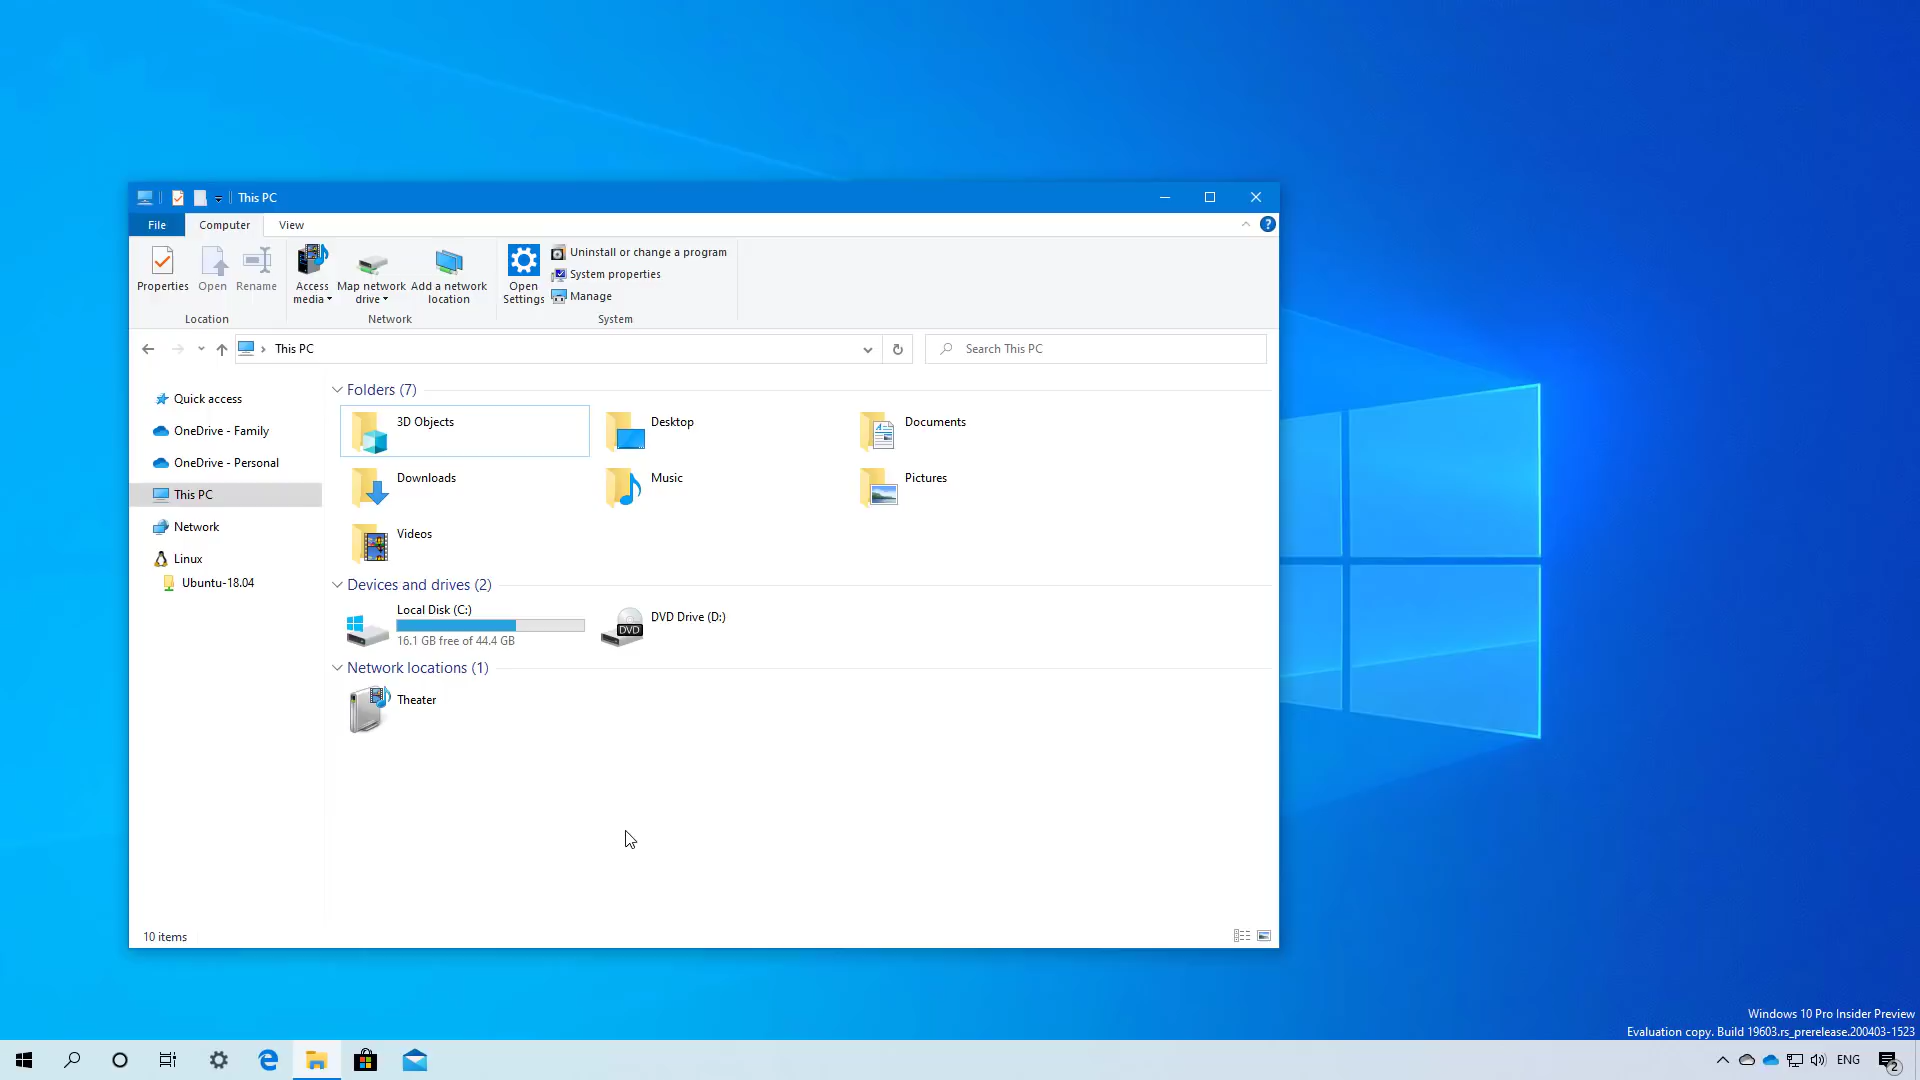 This PC
File
Computer
View
?
Properties
Open
Rename
Access media
Map network drive
Add a network location
Open Settings
Uninstall or change a program
System properties
Manage
Location
Network
System
This PC
Search This PC
Quick access
OneDrive - Family
OneDrive - Personal
This PC
Network
Linux
Ubuntu-18.04
Folders (7)
3D Objects
Desktop
Documents
Downloads
Music
Pictures
Videos
Devices and drives (2)
Local Disk (C:)
16.1 GB free of 44.4 GB
DVD
DVD Drive (D:)
Network locations (1)
Theater
10 items
Windows 10 Pro Insider Preview
Evaluation copy. Build 19603.rs_prerelease.200403-1523
ENG
2